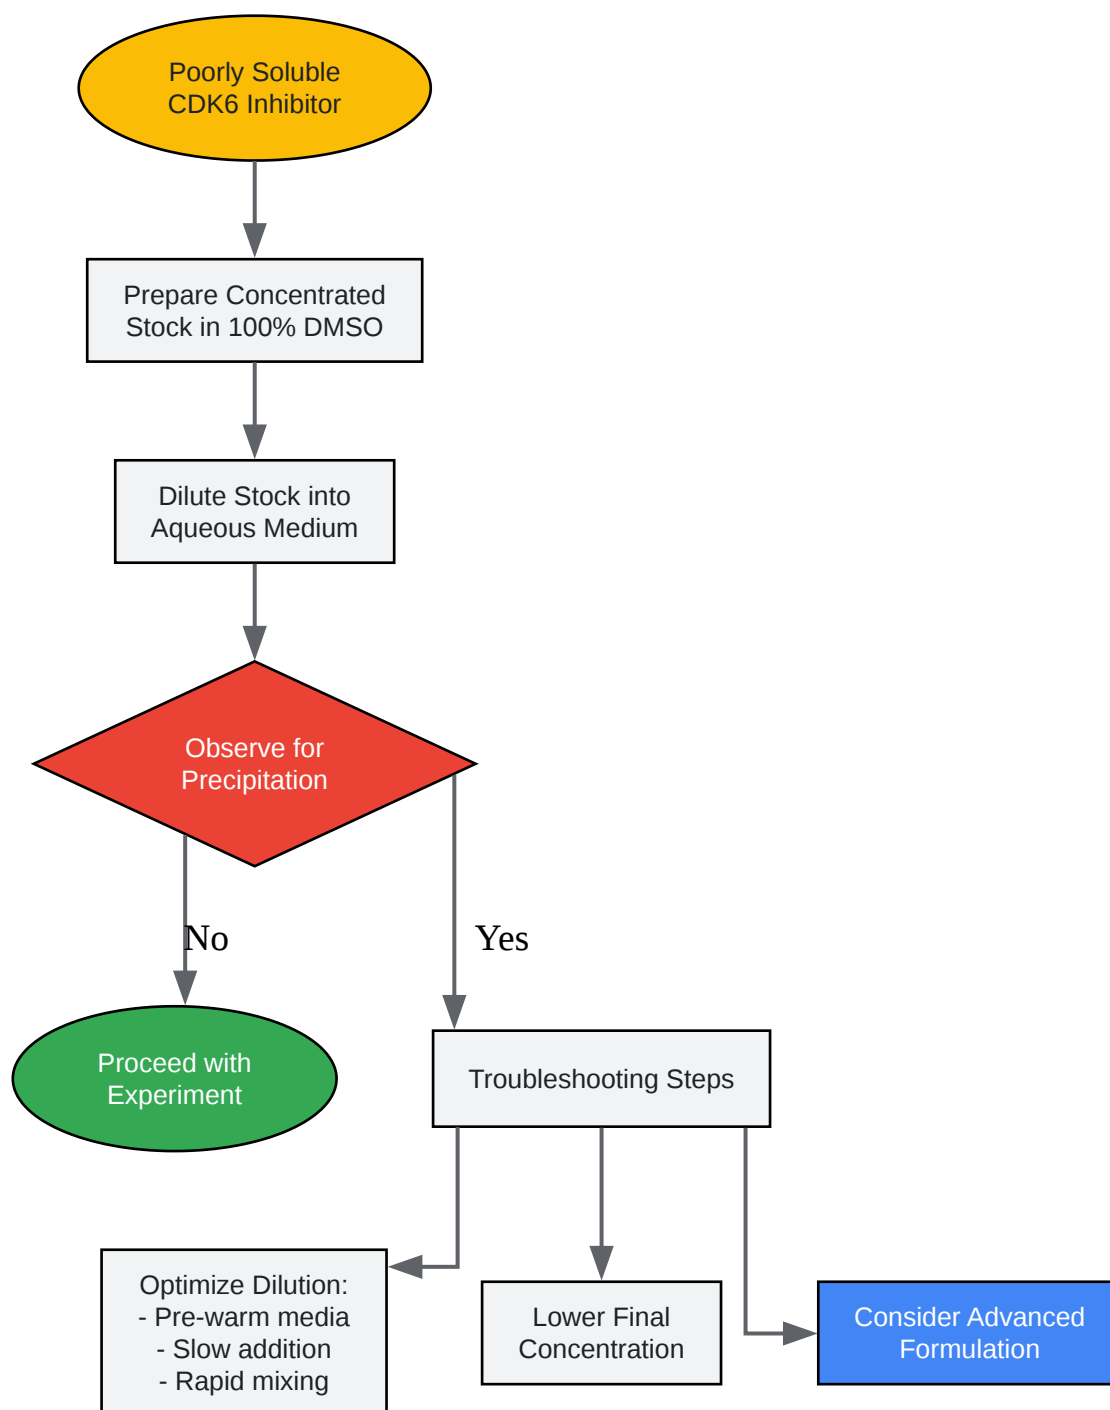 Poorly Soluble
CDK6 Inhibitor
Prepare Concentrated
Stock in 100% DMSO
Dilute Stock into
Aqueous Medium
Observe for
Precipitation
No
Yes
Proceed with
Experiment
Troubleshooting Steps
Optimize Dilution:
- Pre-warm media
- Slow addition
- Rapid mixing
Lower Final
Concentration
Consider Advanced
Formulation